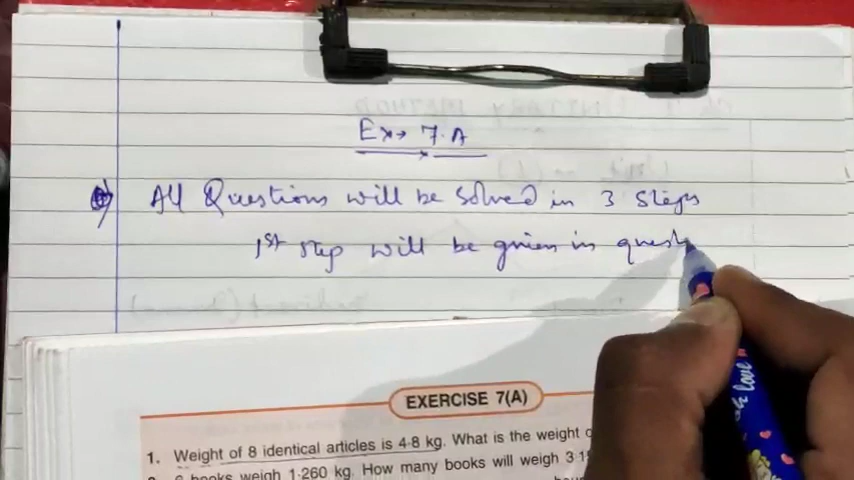 Ex→ 7.A
All Questions will be solved in 3 steps
1st step will be given in quest
EXERCISE 7(A)
1. Weight of 8 identical articles is 4·8 kg. What is the weight
books weigh 1·260 kg. How many books will weigh 3·1